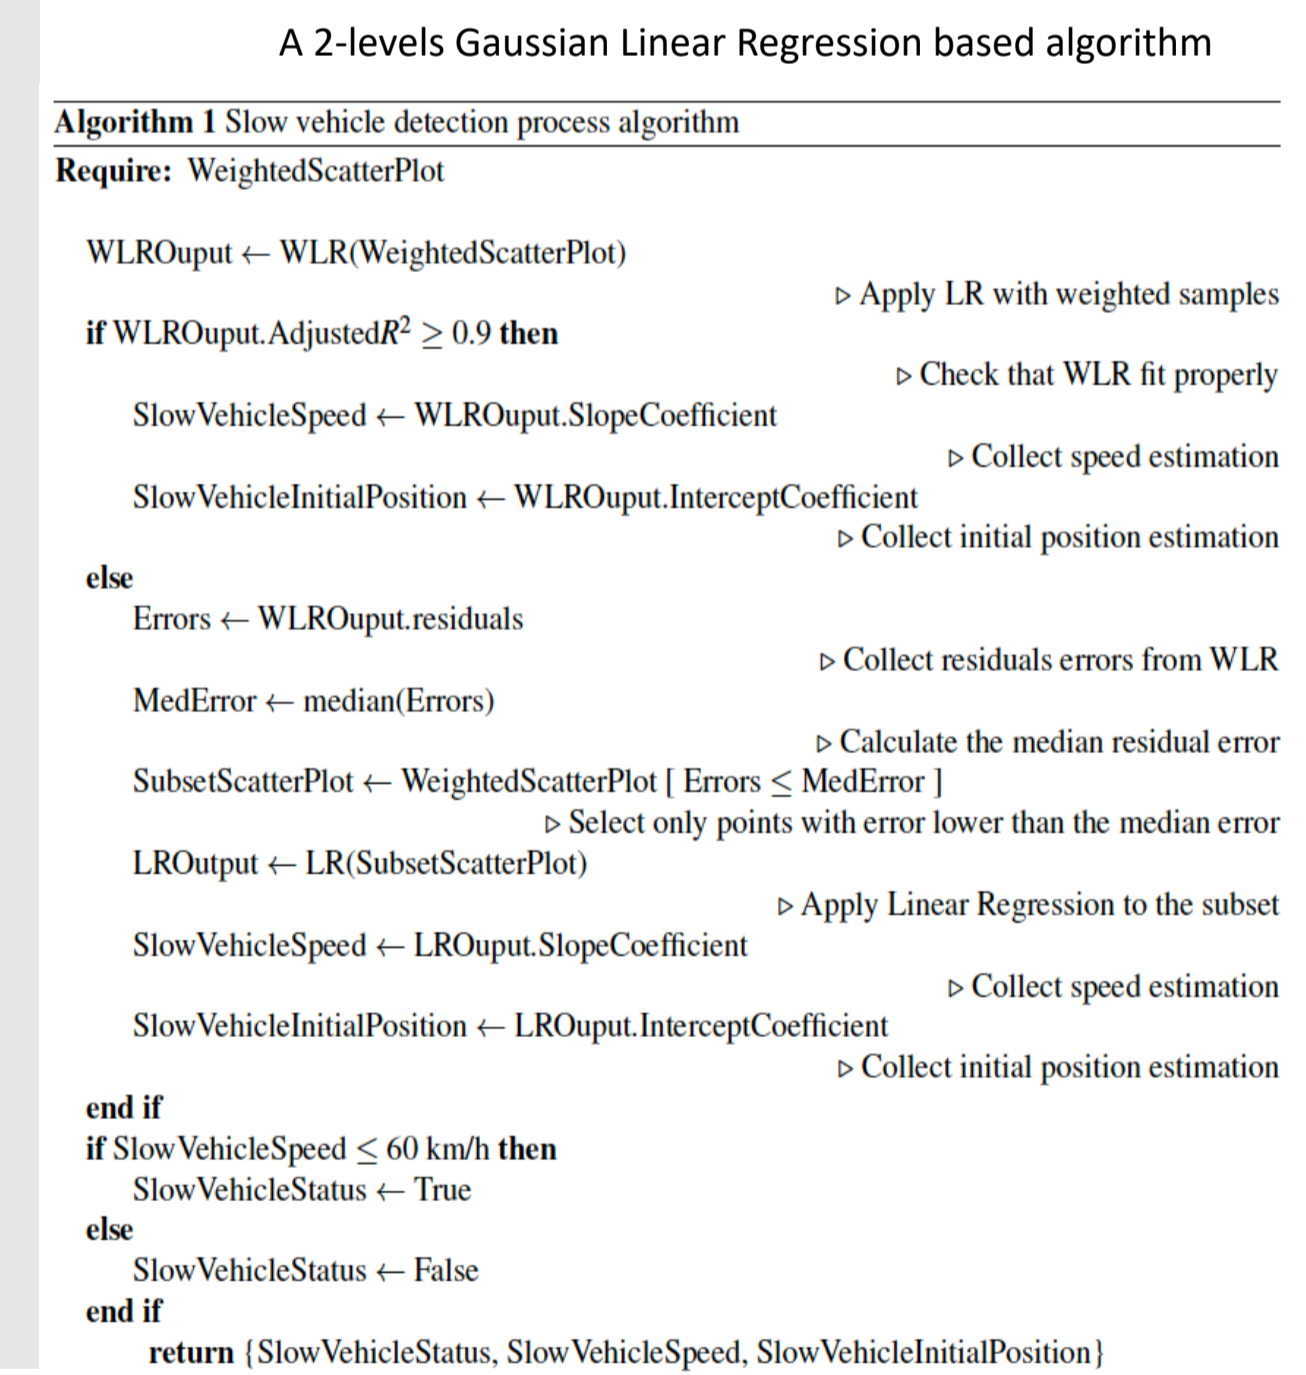 A 2-levels Gaussian Linear Regression based algorithm
Algorithm 1 Slow vehicle detection process algorithm
Require: WeightedScatterPlot
WLROuput ← WLR(WeightedScatterPlot)
▷ Apply LR with weighted samples
if WLROuput.AdjustedR² ≥ 0.9 then
▷ Check that WLR fit properly
SlowVehicleSpeed ← WLROuput.SlopeCoefficient
▷ Collect speed estimation
SlowVehicleInitialPosition ← WLROuput.InterceptCoefficient
▷ Collect initial position estimation
else
Errors ← WLROuput.residuals
▷ Collect residuals errors from WLR
MedError ← median(Errors)
▷ Calculate the median residual error
SubsetScatterPlot ← WeightedScatterPlot [ Errors ≤ MedError ]
▷ Select only points with error lower than the median error
LROutput ← LR(SubsetScatterPlot)
▷ Apply Linear Regression to the subset
SlowVehicleSpeed ← LROuput.SlopeCoefficient
▷ Collect speed estimation
SlowVehicleInitialPosition ← LROuput.InterceptCoefficient
▷ Collect initial position estimation
end if
if SlowVehicleSpeed ≤ 60 km/h then
SlowVehicleStatus ← True
else
SlowVehicleStatus ← False
end if
return {SlowVehicleStatus, SlowVehicleSpeed, SlowVehicleInitialPosition}